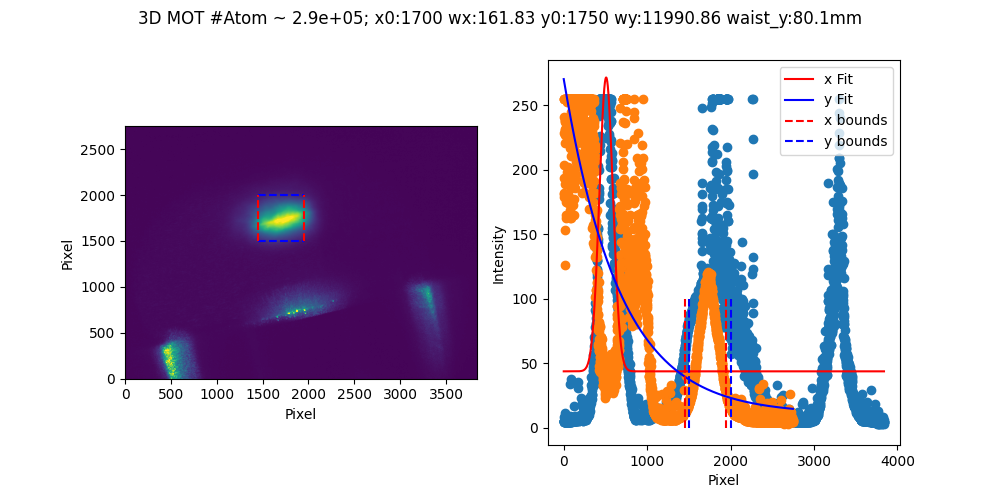 3D MOT #Atom ~ 2.9e+05; x0:1700 wx:161.83 y0:1750 wy:11990.86 waist_y:80.1mm
2500
2000
1500
1000
500
0
Pixel
0 500 1000 1500 2000 2500 3000 3500
Pixel
250
200
150
100
50
0
Intensity
0 1000 2000 3000 4000
Pixel
x Fit
y Fit
x bounds
y bounds